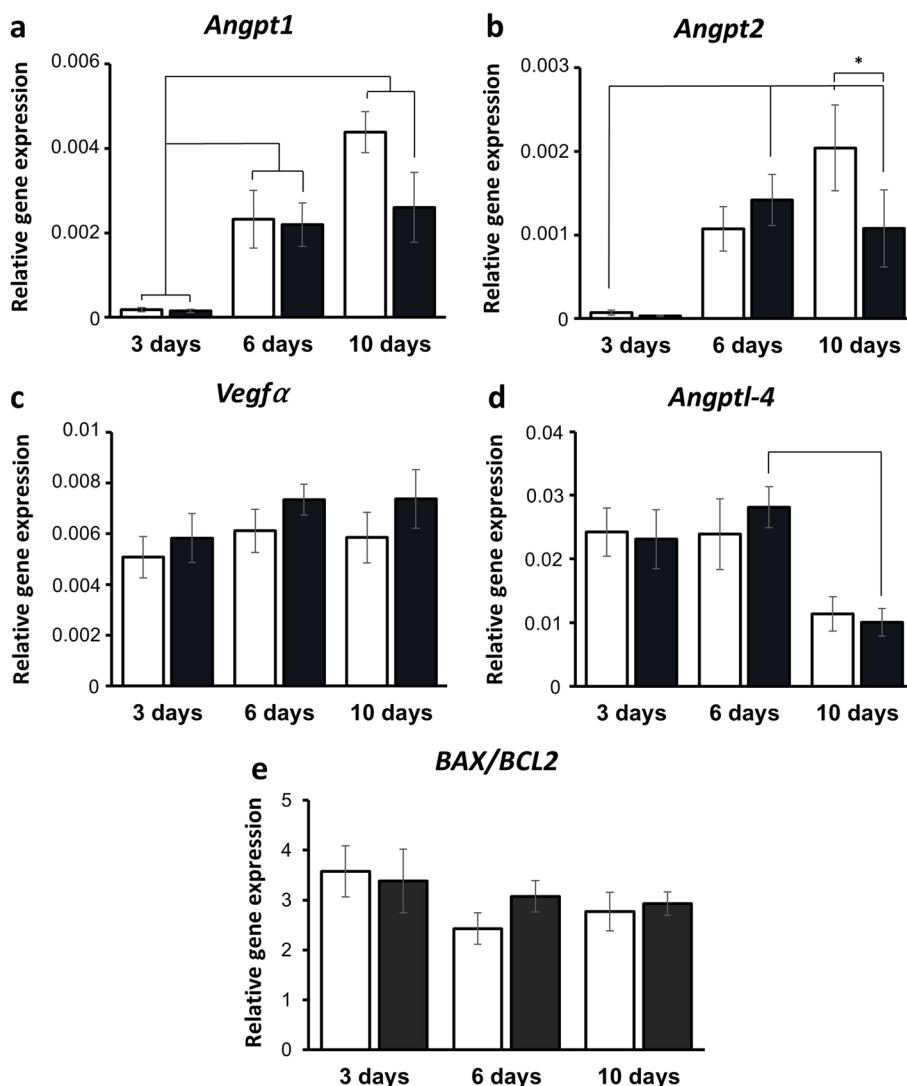 a
Angpt1
Relative gene expression
0.006
0.004
0.002
0
3 days 6 days 10 days
b
Angpt2
Relative gene expression
0.003
0.002
0.001
0
*
3 days 6 days 10 days
c
Vegfα
Relative gene expression
0.01
0.008
0.006
0.004
0.002
0
3 days 6 days 10 days
d
Angptl-4
Relative gene expression
0.04
0.03
0.02
0.01
0
3 days 6 days 10 days
e
BAX/BCL2
Relative gene expression
5
4
3
2
1
0
3 days 6 days 10 days